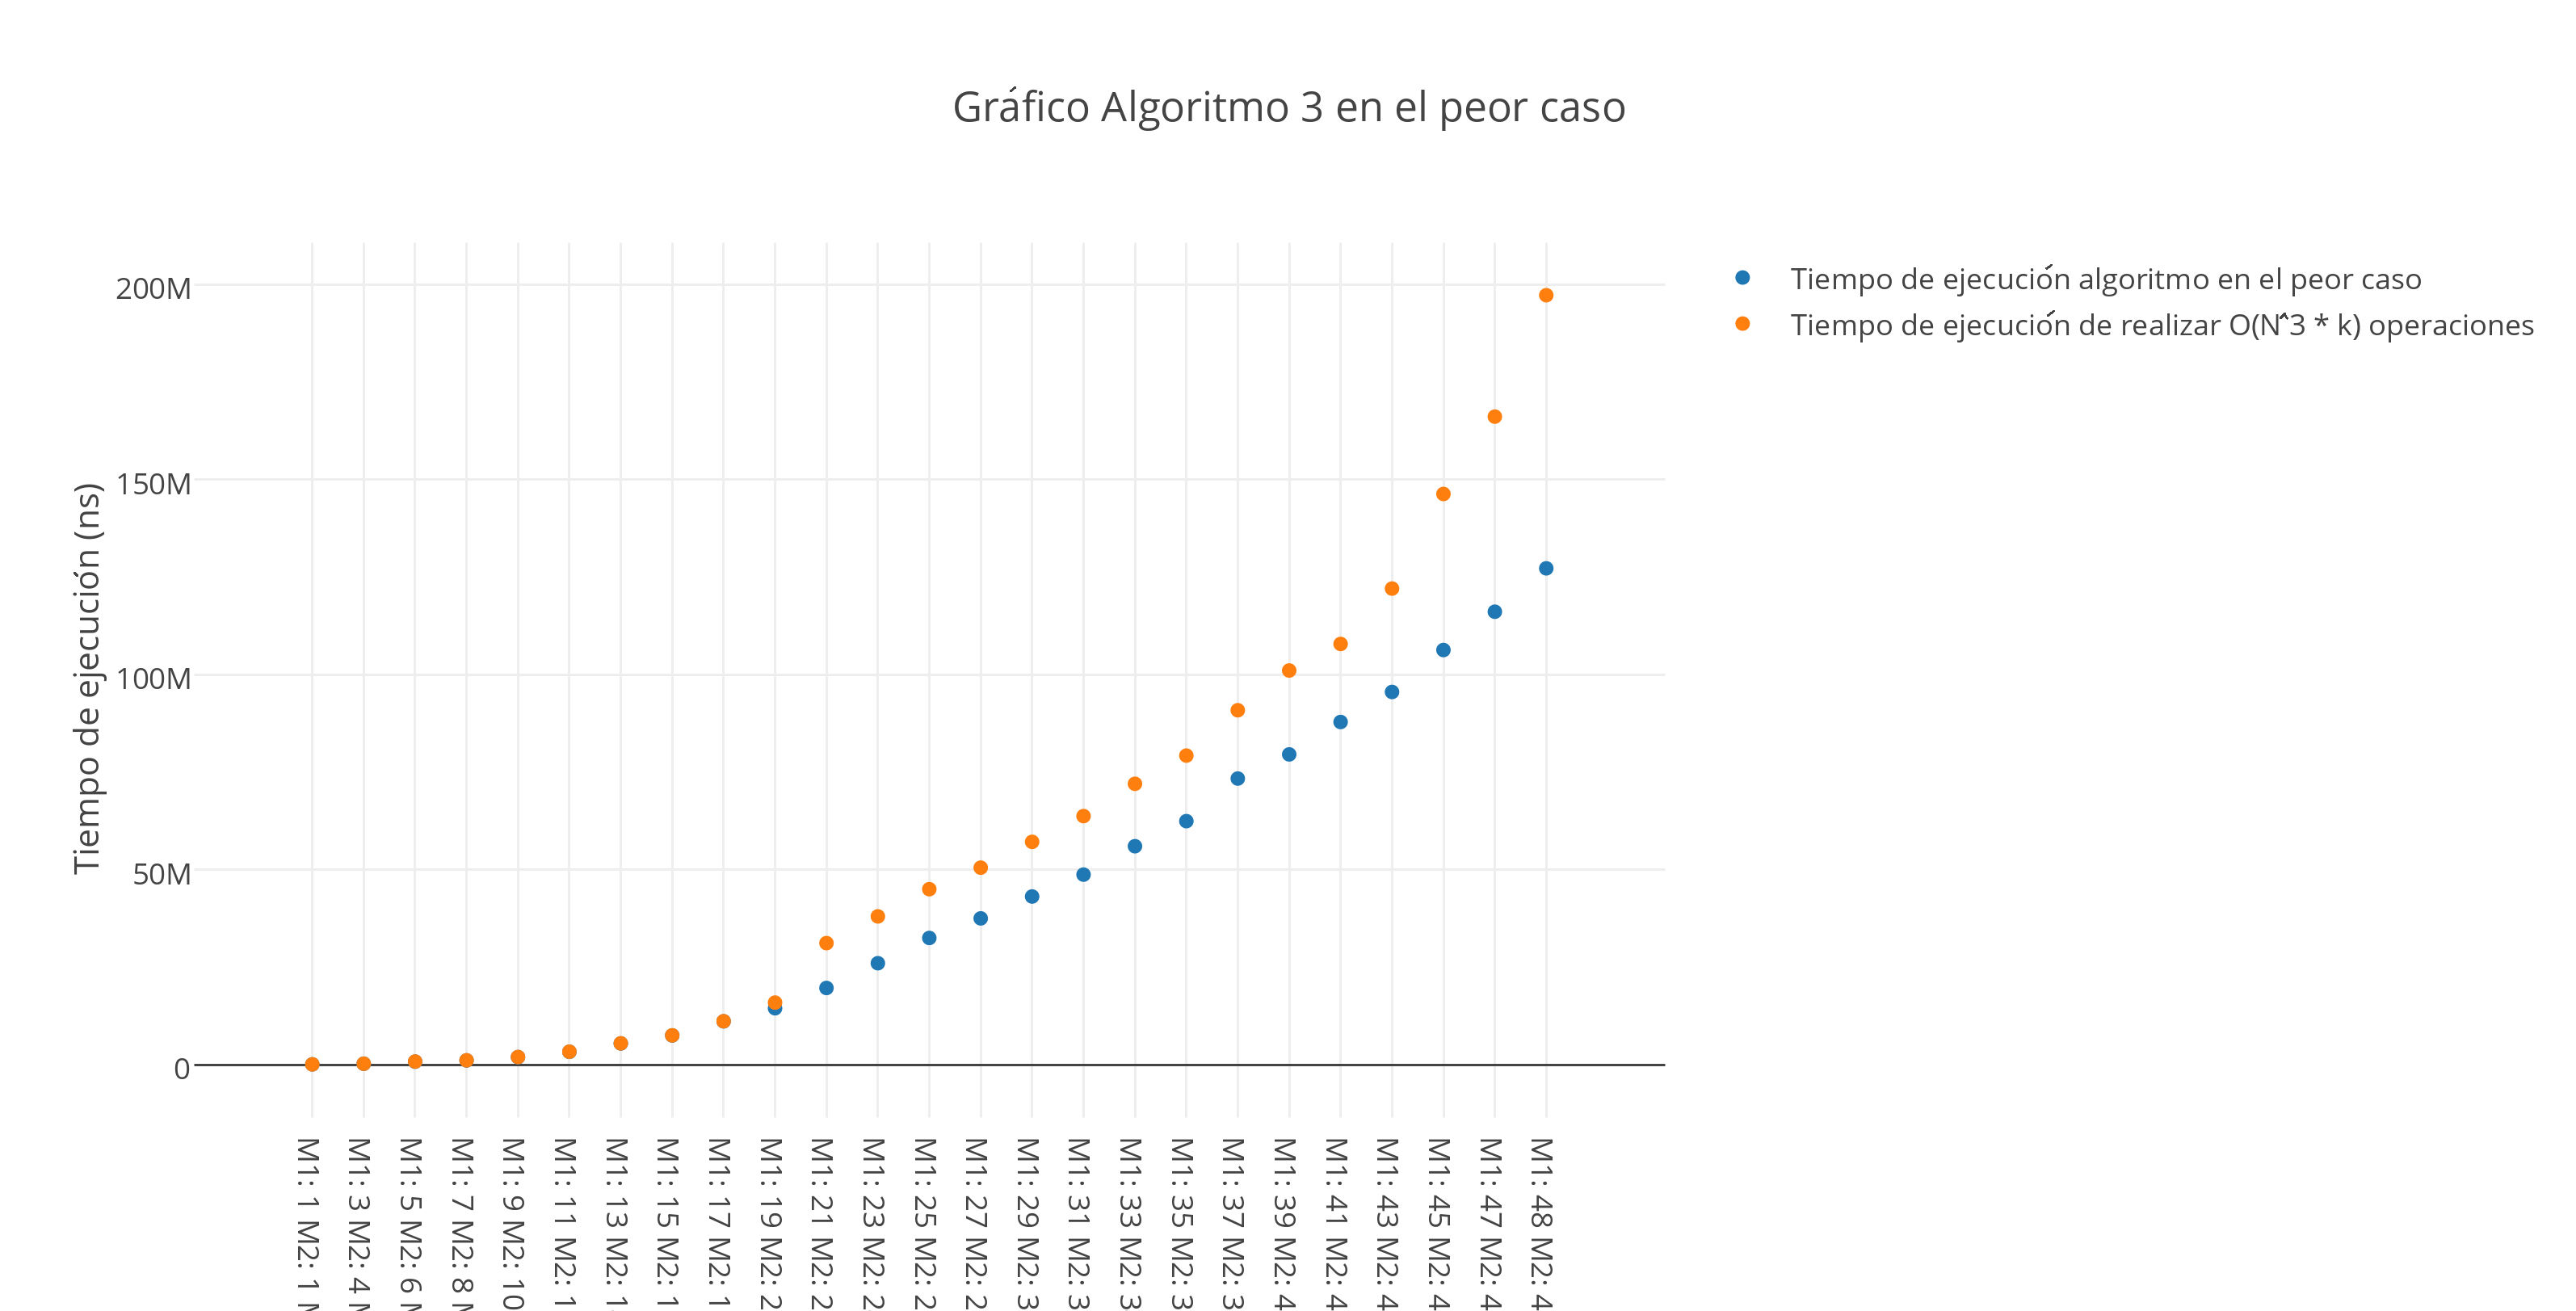 Gráfico Algoritmo 3 en el peor caso
Tiempo de ejecución algoritmo en el peor caso
Tiempo de ejecución de realizar O(N^3 * k) operaciones
Tiempo de ejecución (ns)
200M
150M
100M
50M
0
M1: 1 M2: 1
M1: 3 M2: 4
M1: 5 M2: 6
M1: 7 M2: 8
M1: 9 M2: 10
M1: 11 M2: 1
M1: 13 M2: 1
M1: 15 M2: 1
M1: 17 M2: 1
M1: 19 M2: 2
M1: 21 M2: 2
M1: 23 M2: 2
M1: 25 M2: 2
M1: 27 M2: 2
M1: 29 M2: 3
M1: 31 M2: 3
M1: 33 M2: 3
M1: 35 M2: 3
M1: 37 M2: 3
M1: 39 M2: 4
M1: 41 M2: 4
M1: 43 M2: 4
M1: 45 M2: 4
M1: 47 M2: 4
M1: 48 M2: 4